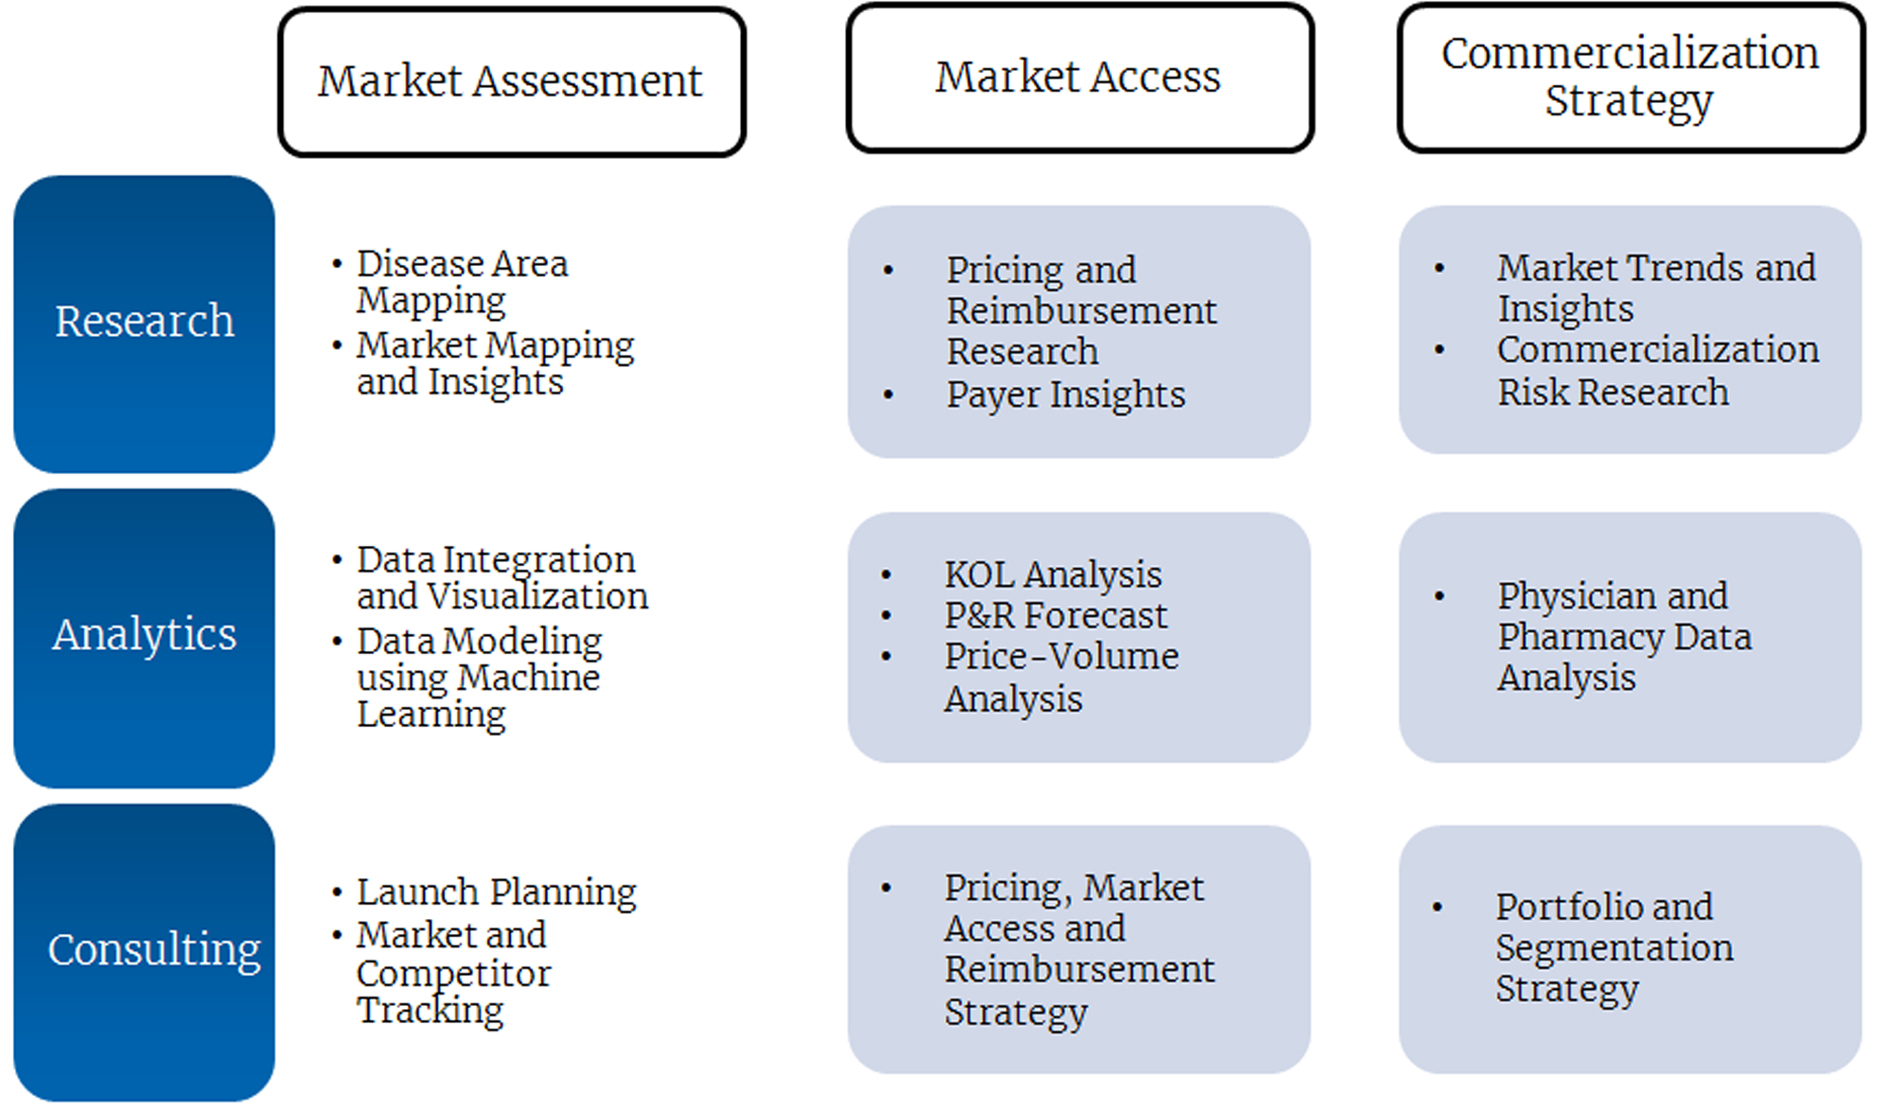 Market Assessment
Market Access
Commercialization
Strategy
Research
• Disease Area
Mapping
• Market Mapping
and Insights
• Pricing and
Reimbursement
Research
• Payer Insights
• Market Trends and
Insights
• Commercialization
Risk Research
Analytics
• Data Integration
and Visualization
• Data Modeling
using Machine
Learning
• KOL Analysis
• P&R Forecast
• Price-Volume
Analysis
• Physician and
Pharmacy Data
Analysis
Consulting
• Launch Planning
• Market and
Competitor
Tracking
• Pricing, Market
Access and
Reimbursement
Strategy
• Portfolio and
Segmentation
Strategy